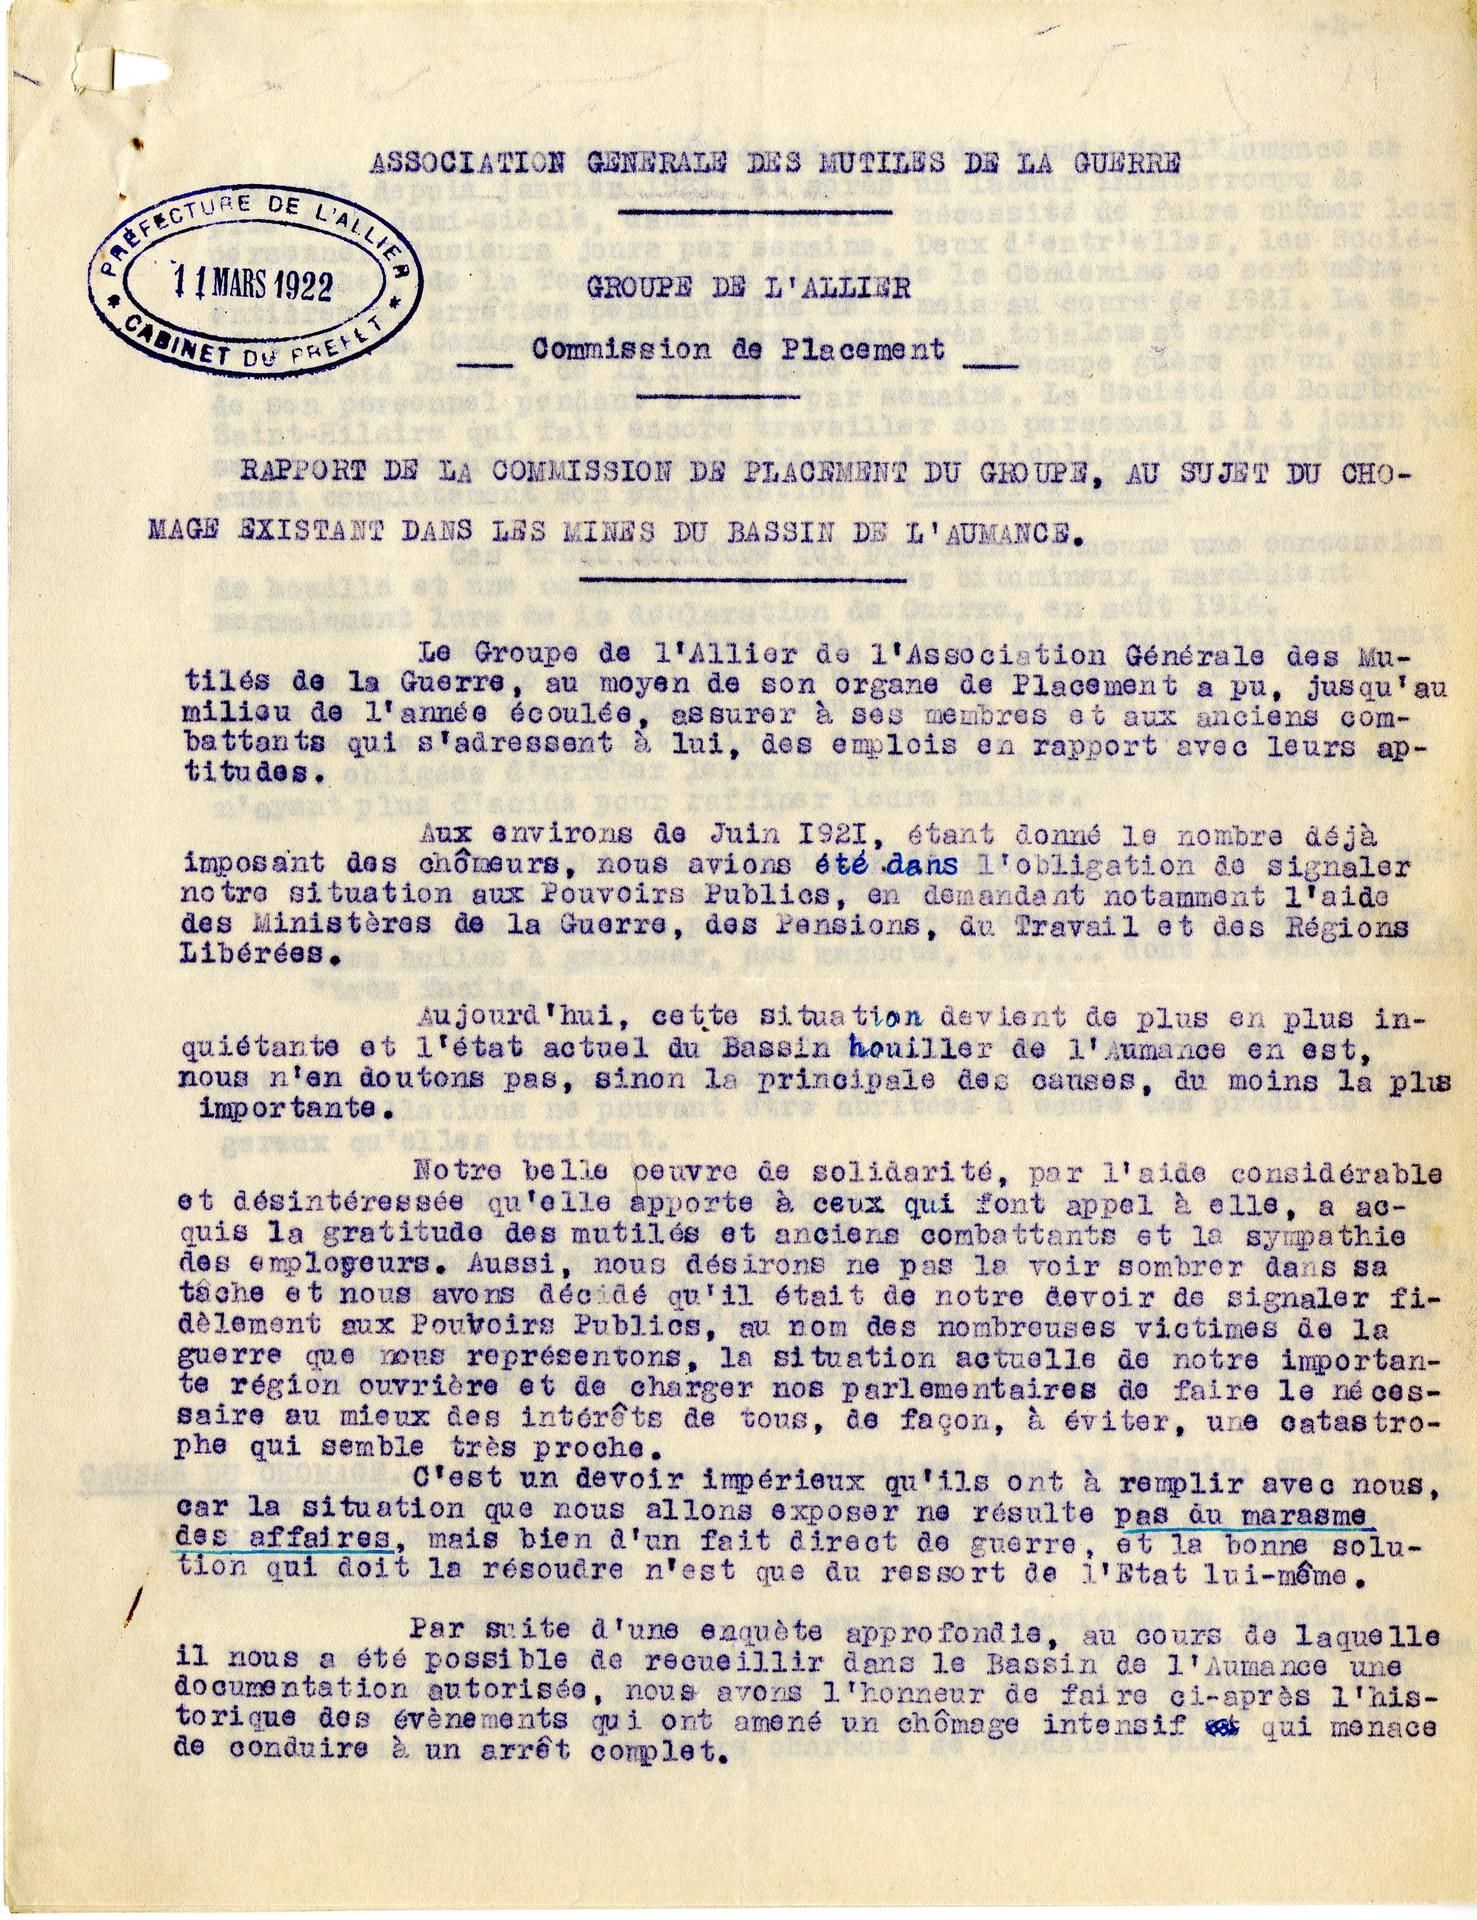 ASSOCIATION GENERALE DES MUTILES DE LA GUERRE
PRÉFECTURE DE L'ALLIER
11 MARS 1922
* CABINET DU PREFET *
GROUPE DE L'ALLIER
Commission de Placement
RAPPORT DE LA COMMISSION DE PLACEMENT DU GROUPE, AU SUJET DU CHO-
MAGE EXISTANT DANS LES MINES DU BASSIN DE L'AUMANCE.
Le Groupe de l'Allier de l'Association Générale des Mu-
tilés de la Guerre, au moyen de son organe de Placement a pu, jusqu'au
milieu de l'année écoulée, assurer à ses membres et aux anciens com-
battants qui s'adressent à lui, des emplois en rapport avec leurs ap-
titudes.
Aux environs de Juin I92I, étant donné le nombre déjà
imposant des chômeurs, nous avions été dans l'obligation de signaler
notre situation aux Pouvoirs Publics, en demandant notamment l'aide
des Ministères de la Guerre, des Pensions, du Travail et des Régions
Libérées.
Aujourd'hui, cette situation devient de plus en plus in-
quiétante et l'état actuel du Bassin houiller de l'Aumance en est,
nous n'en doutons pas, sinon la principale des causes, du moins la plus
importante.
Notre belle oeuvre de solidarité, par l'aide considérable
et désintéressée qu'elle apporte à ceux qui font appel à elle, a ac-
quis la gratitude des mutilés et anciens combattants et la sympathie
des employeurs. Aussi, nous désirons ne pas la voir sombrer dans sa
tâche et nous avons décidé qu'il était de notre devoir de signaler fi-
dèlement aux Pouvoirs Publics, au nom des nombreuses victimes de la
guerre que nous représentons, la situation actuelle de notre importan-
te région ouvrière et de charger nos parlementaires de faire le néces-
saire au mieux des intérêts de tous, de façon, à éviter, une catastro-
phe qui semble très proche.
C'est un devoir impérieux qu'ils ont à remplir avec nous,
car la situation que nous allons exposer ne résulte pas du marasme
des affaires, mais bien d'un fait direct de guerre, et la bonne solu-
tion qui doit la résoudre n'est que du ressort de l'Etat lui-même.
Par suite d'une enquète approfondie, au cours de laquelle
il nous a été possible de recueillir dans le Bassin de l'Aumance une
documentation autorisée, nous avons l'honneur de faire ci-après l'his-
torique des évènements qui ont amené un chômage intensif qui menace
de conduire à un arrêt complet.